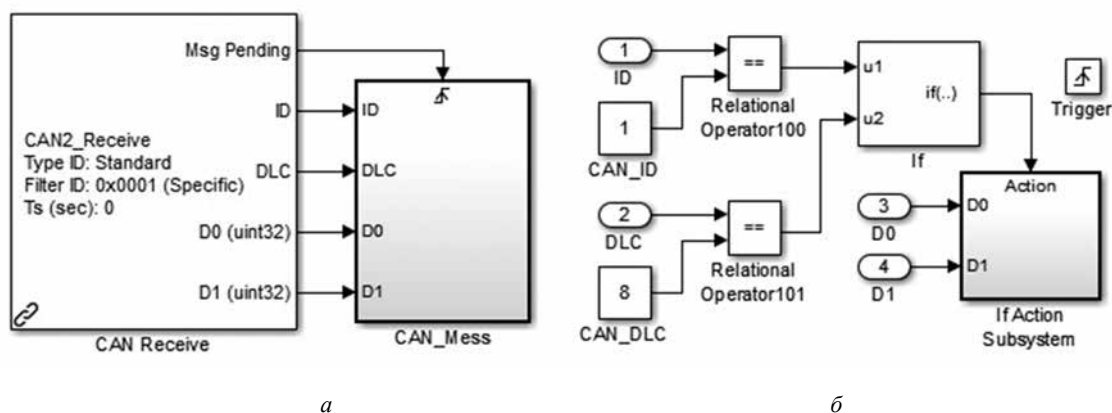 Msg Pending
ID
DLC
D0 (uint32)
D1 (uint32)
CAN2_Receive
Type ID: Standard
Filter ID: 0x0001 (Specific)
Ts (sec): 0
CAN Receive
ID
DLC
D0
D1
CAN_Mess
а
1
ID
1
CAN_ID
==
Relational
Operator100
2
DLC
8
CAN_DLC
==
Relational
Operator101
u1
u2
if(..)
If
Trigger
3
D0
4
D1
Action
D0
D1
If Action
Subsystem
б